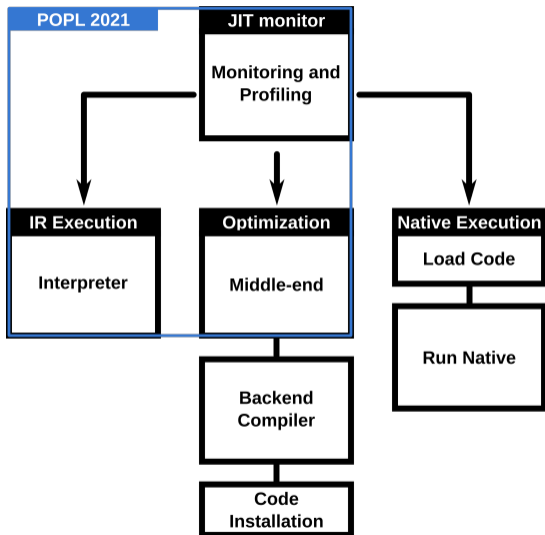 POPL 2021
JIT monitor
Monitoring and
Profiling
IR Execution
Interpreter
Optimization
Middle-end
Native Execution
Load Code
Run Native
Backend
Compiler
Code
Installation